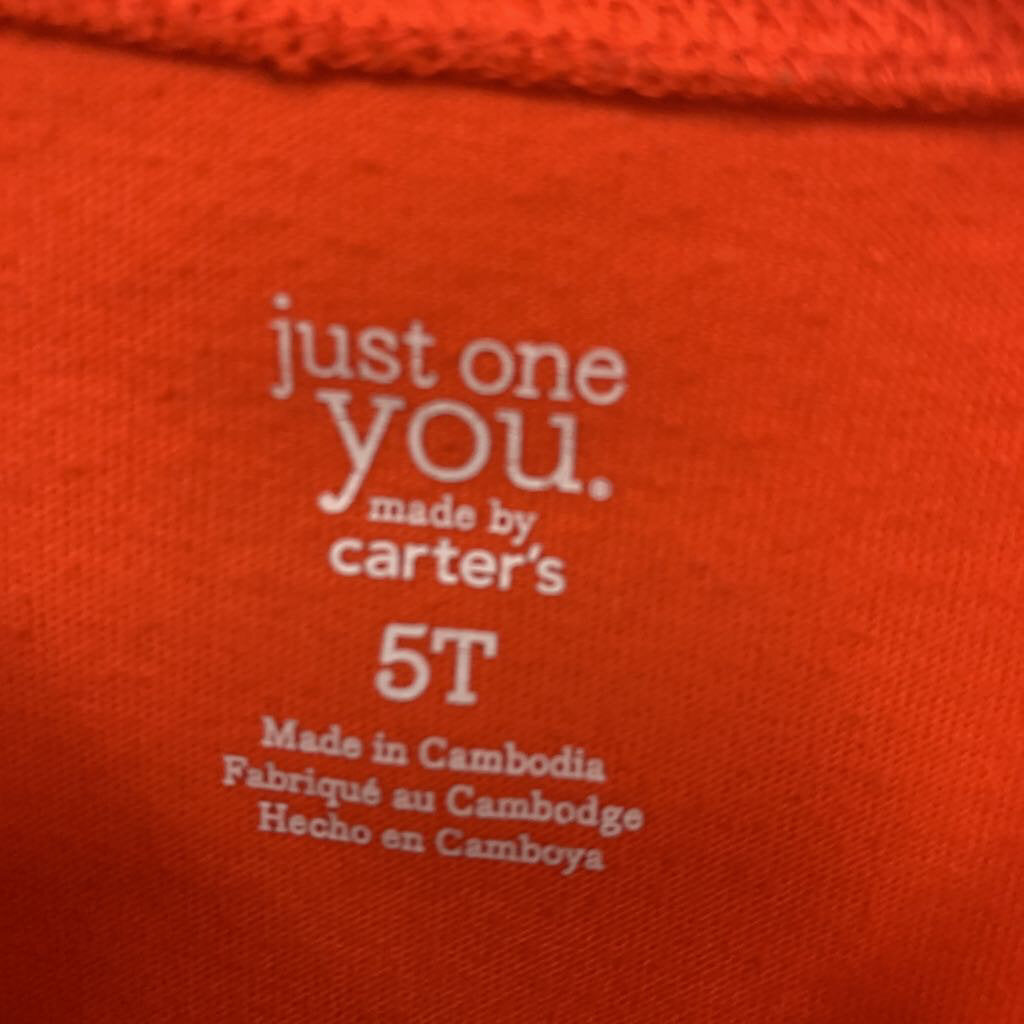 just one
you.
made by
carter's
5T
Made in Cambodia
Fabriqué au Cambodge
Hecho en Camboya